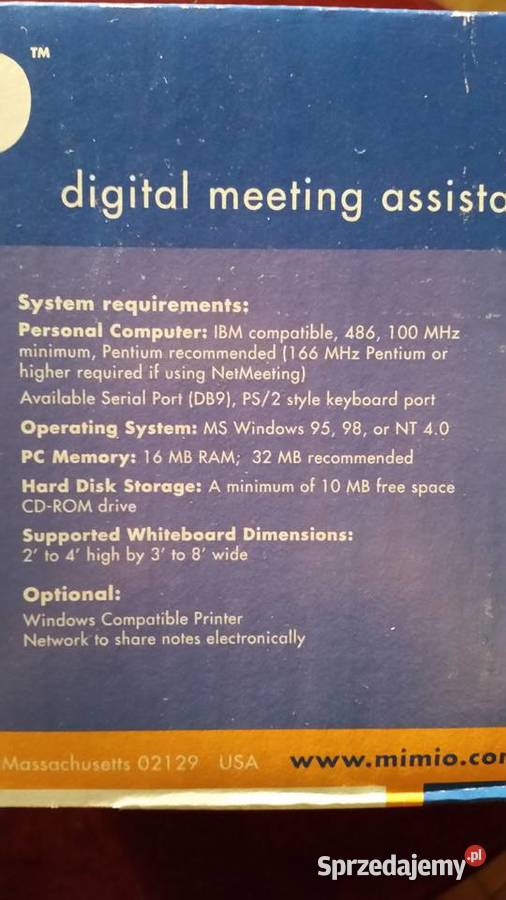 ™
digital meeting
System requirements:
Personal Computer: IBM compatible, 486, 100 MHz
minimum, Pentium recommended (166 MHz Pentium or
higher required if using NetMeeting)
Available Serial Port (DB9), PS/2 style keyboard port
Operating System: MS Windows 95, 98, or NT 4.0
PC Memory: 16 MB RAM; 32 MB recommended
Hard Disk Storage: A minimum of 10 MB free space
CD-ROM drive
Supported Whiteboard Dimensions:
2' to 4' high by 3' to 8' wide
Optional:
Windows Compatible Printer
Network to share notes electronically
Massachusetts 02129 USA www.mimio.co
Sprzedajemy.pl